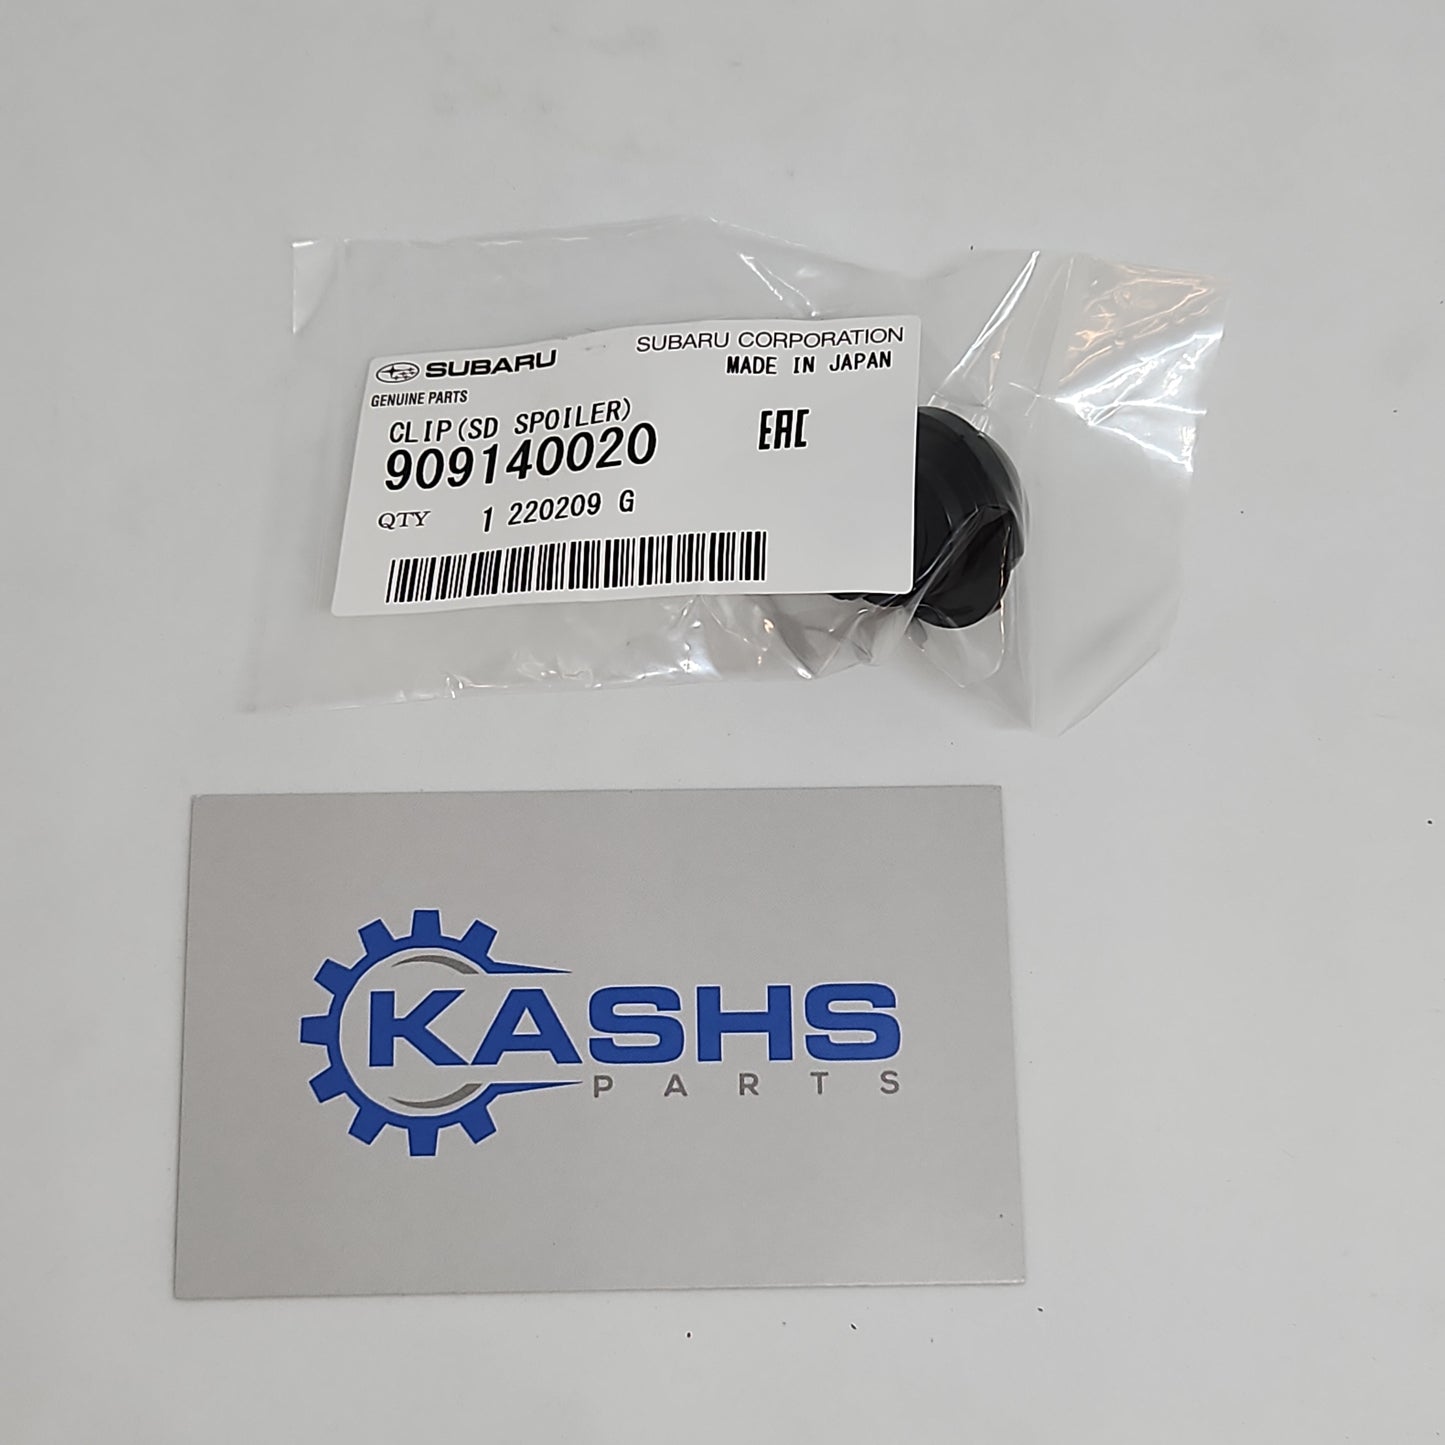 SUBARU
SUBARU CORPORATION
MADE IN JAPAN
GENUINE PARTS
CLIP(SD SPOILER)
909140020
EAC
QTY 1 220209 G
KASHS
PARTS